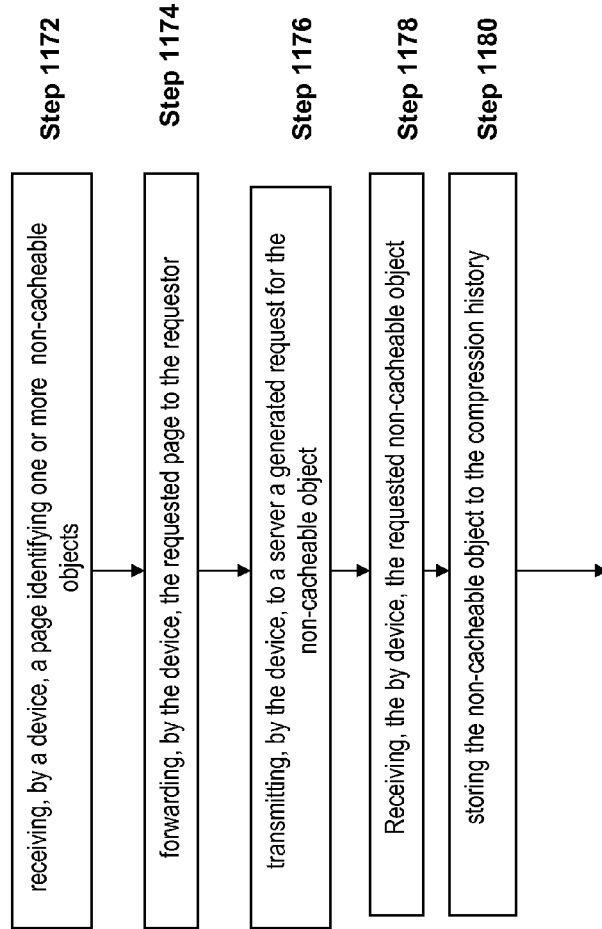 receiving, by a device, a page identifying one or more non-cacheable
objects
Step 1172
forwarding, by the device, the requested page to the requestor
Step 1174
transmitting, by the device, to a server a generated request for the
non-cacheable object
Step 1176
Receiving, the by device, the requested non-cacheable object
Step 1178
storing the non-cacheable object to the compression history
Step 1180